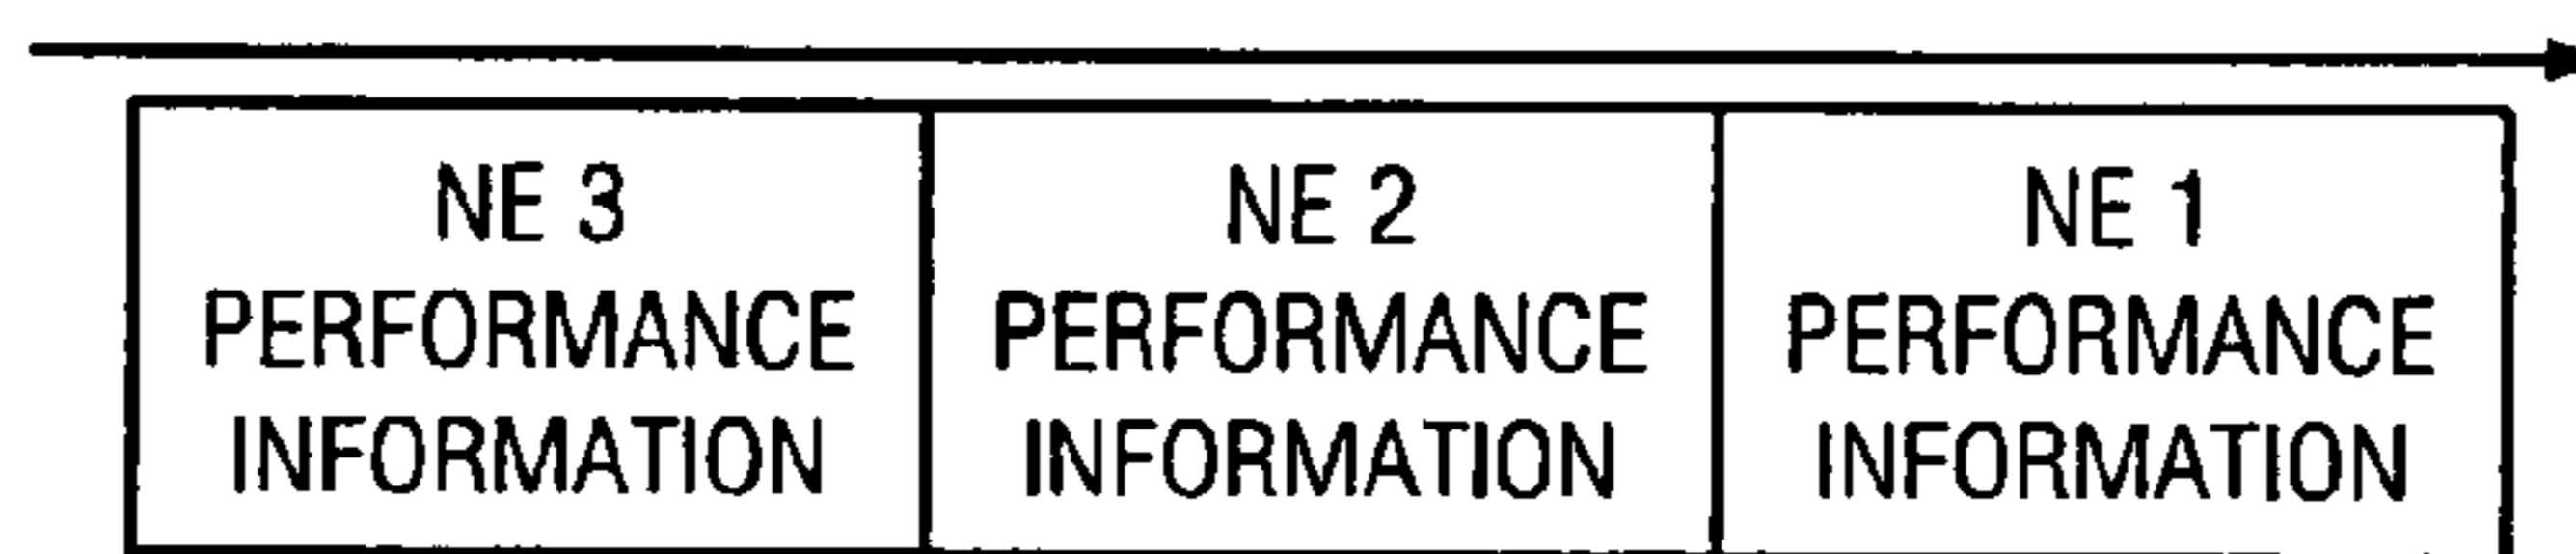 NE 3
PERFORMANCE
INFORMATION
NE 2
PERFORMANCE
INFORMATION
NE 1
PERFORMANCE
INFORMATION